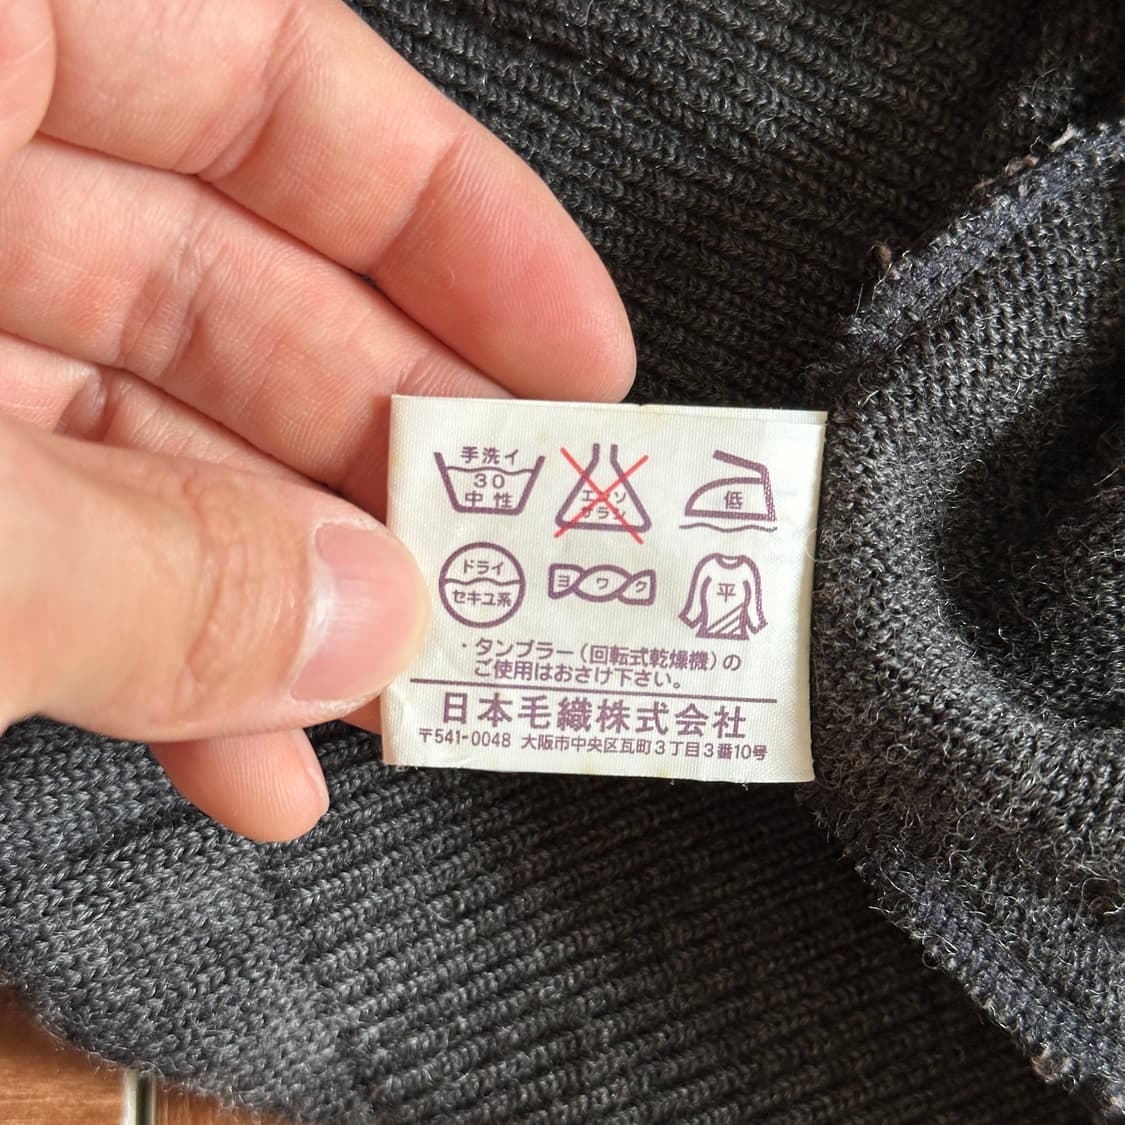 手洗イ
30
中性
エンソ
サラシ
低
ドライ
セキユ系
ヨワク
平
・タンブラー(回転式乾燥機)の
ご使用はおさけ下さい。
日本毛織株式会社
〒541-0048 大阪市中央区瓦町3丁目3番10号